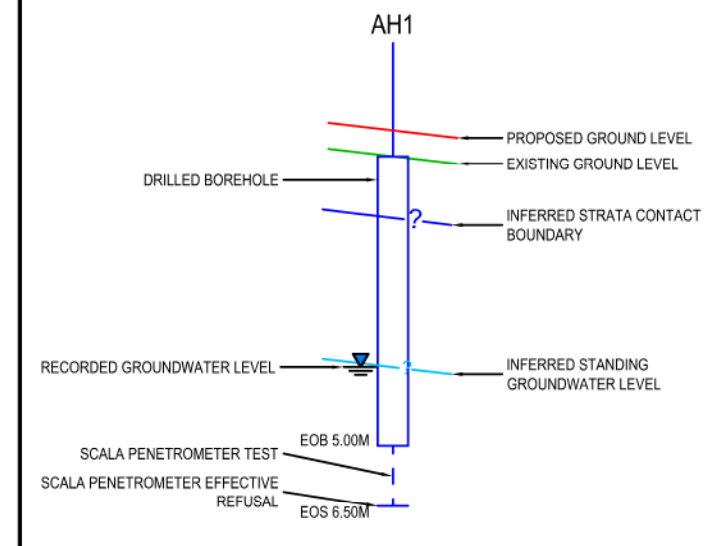 AH1
PROPOSED GROUND LEVEL
EXISTING GROUND LEVEL
DRILLED BOREHOLE
?
INFERRED STRATA CONTACT
BOUNDARY
RECORDED GROUNDWATER LEVEL
?
INFERRED STANDING
GROUNDWATER LEVEL
EOB 5.00M
SCALA PENETROMETER TEST
SCALA PENETROMETER EFFECTIVE
REFUSAL
EOS 6.50M